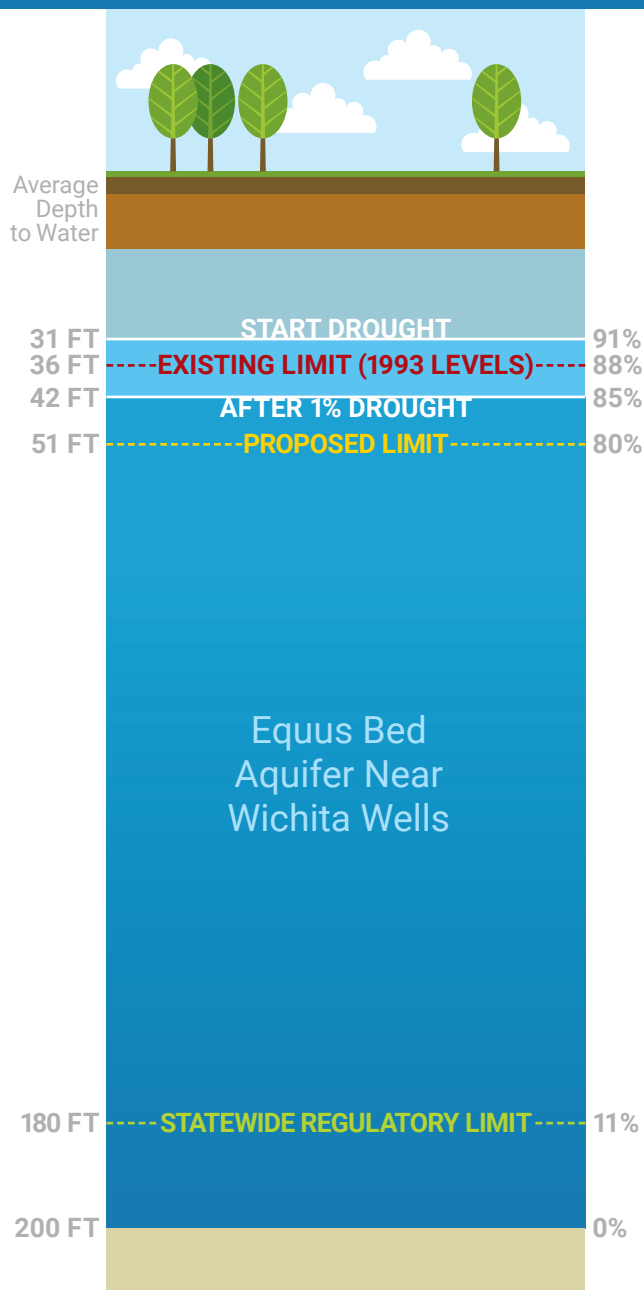 Average
Depth
to Water
31 FT START DROUGHT 91%
36 FT EXISTING LIMIT (1993 LEVELS) 88%
42 FT AFTER 1% DROUGHT 85%
51 FT PROPOSED LIMIT 80%
Equus Bed
Aquifer Near
Wichita Wells
180 FT STATEWIDE REGULATORY LIMIT 11%
200 FT 0%